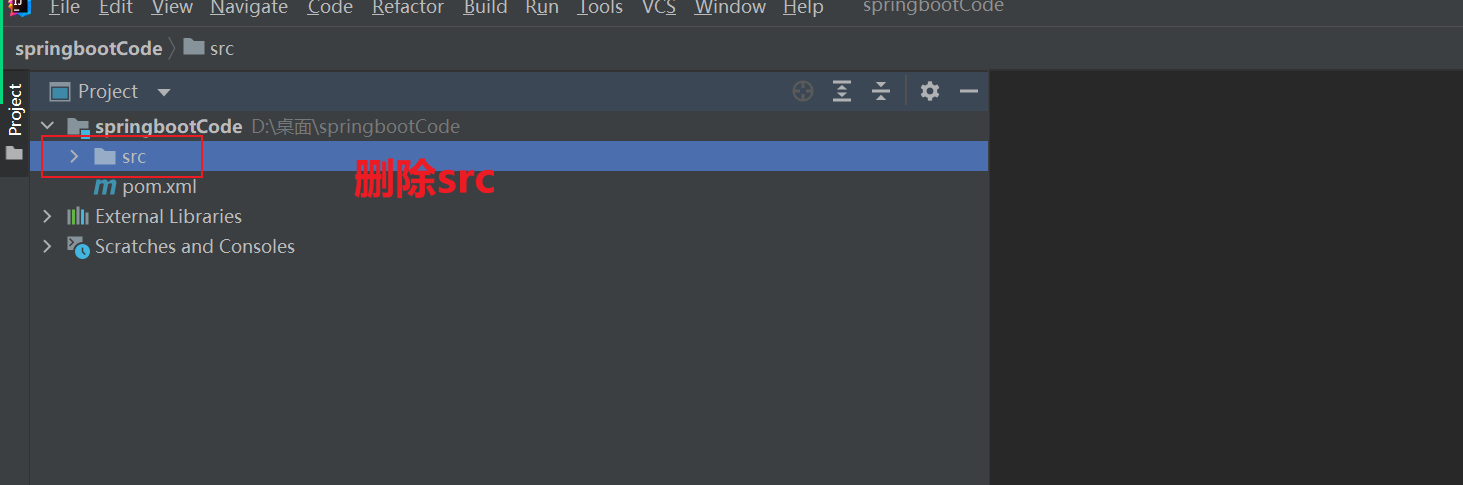 File Edit View Navigate Code Refactor Build Run Tools VCS Window Help springbootCode
springbootCode src
Project
Project
springbootCode D:\桌面\springbootCode
src
删除src
pom.xml
External Libraries
Scratches and Consoles